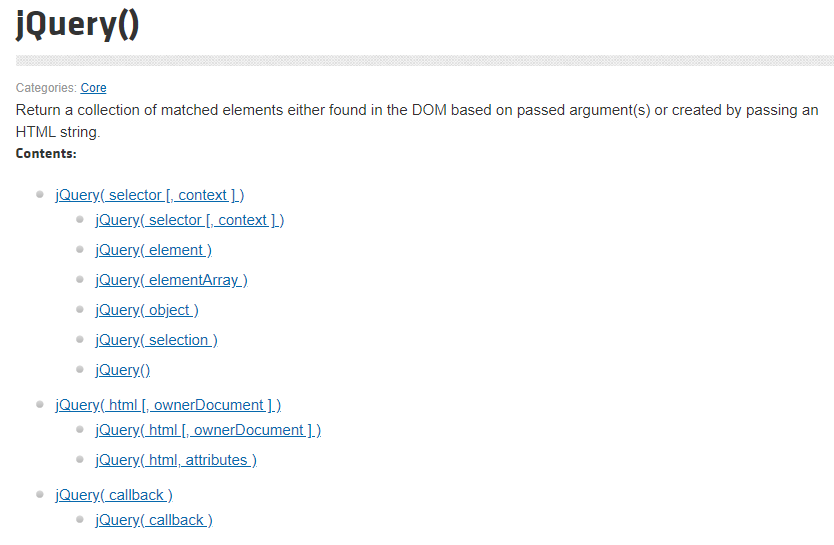 jQuery()
Categories: Core
Return a collection of matched elements either found in the DOM based on passed argument(s) or created by passing an
HTML string.
Contents:
jQuery( selector [, context ] )
jQuery( selector [, context ] )
jQuery( element )
jQuery( elementArray )
jQuery( object )
jQuery( selection )
jQuery()
jQuery( html [, ownerDocument ] )
jQuery( html [, ownerDocument ] )
jQuery( html, attributes )
jQuery( callback )
jQuery( callback )